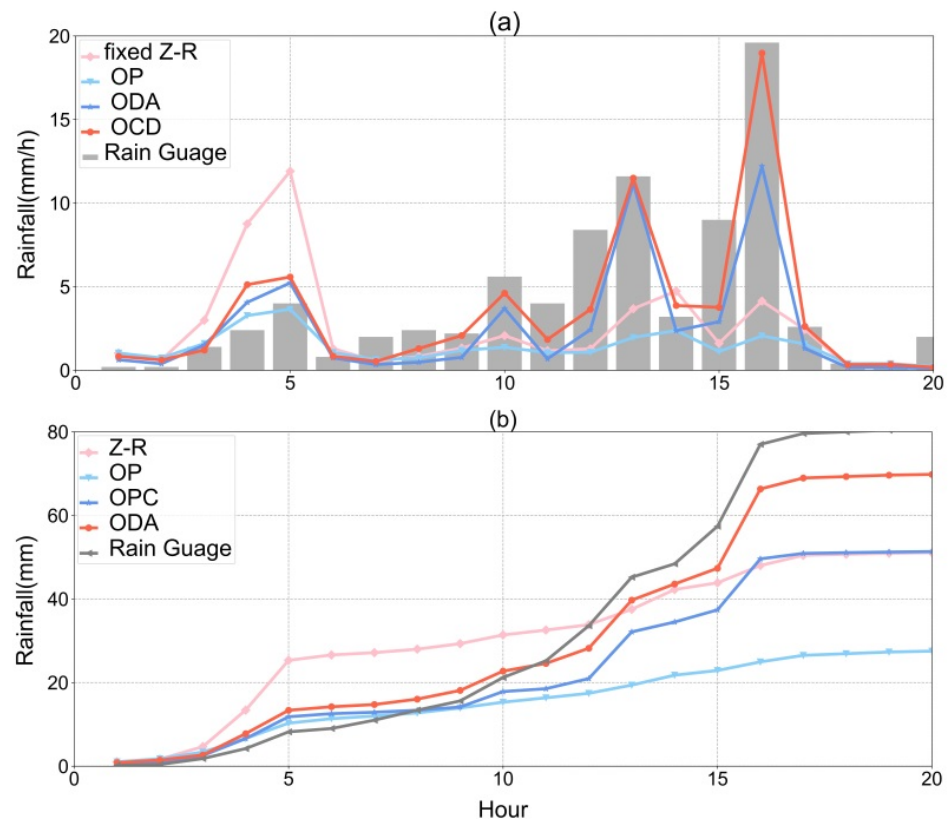 (a)
20
15
10
5
0
Rainfall(mm/h)
fixed Z-R
OP
ODA
OCD
Rain Guage
0 5 10 15 20
(b)
80
60
40
20
0
Rainfall(mm)
Z-R
OP
OPC
ODA
Rain Guage
0 5 10 15 20
Hour